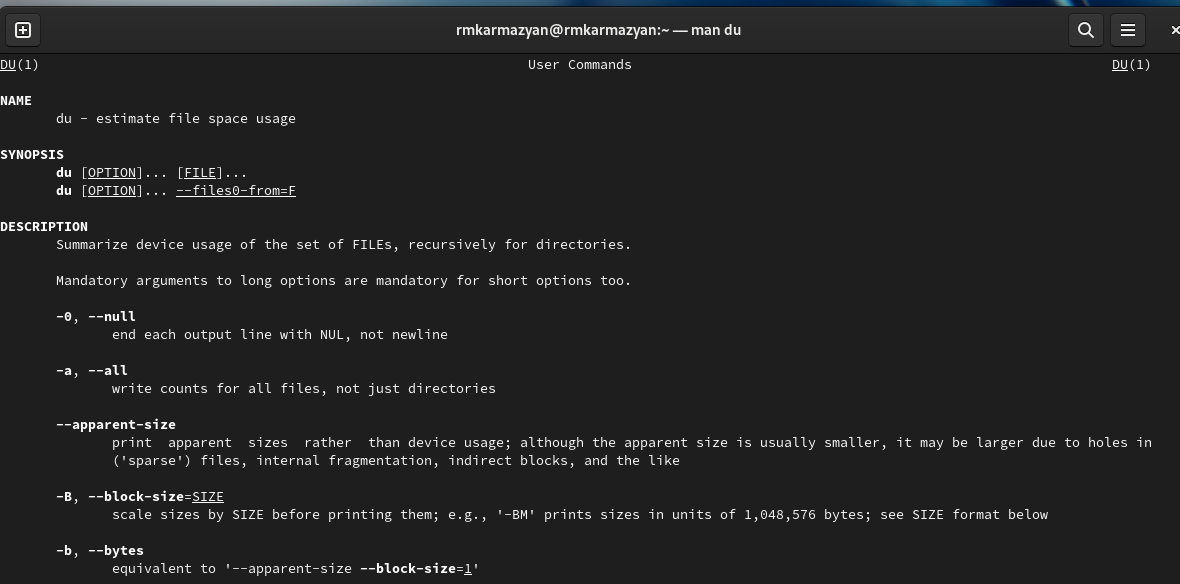 rmkarmazyan@rmkarmazyan:~ — man du
DU(1) User Commands DU(1)
NAME
du - estimate file space usage
SYNOPSIS
du [OPTION]... [FILE]...
du [OPTION]... --files0-from=F
DESCRIPTION
Summarize device usage of the set of FILEs, recursively for directories.
Mandatory arguments to long options are mandatory for short options too.
-0, --null
end each output line with NUL, not newline
-a, --all
write counts for all files, not just directories
--apparent-size
print apparent sizes rather than device usage; although the apparent size is usually smaller, it may be larger due to holes in
('sparse') files, internal fragmentation, indirect blocks, and the like
-B, --block-size=SIZE
scale sizes by SIZE before printing them; e.g., '-BM' prints sizes in units of 1,048,576 bytes; see SIZE format below
-b, --bytes
equivalent to '--apparent-size --block-size=1'